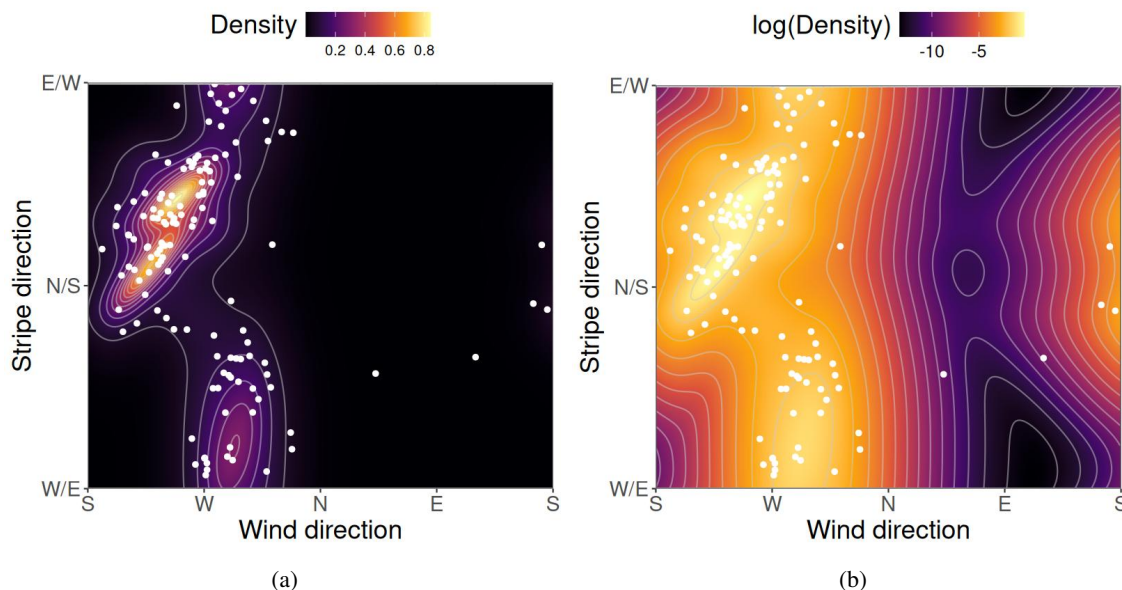 Density
0.2 0.4 0.6 0.8
log(Density)
-10 -5
E/W
N/S
W/E
Stripe direction
S W N E S
Wind direction
(a)
E/W
N/S
W/E
Stripe direction
S W N E S
Wind direction
(b)